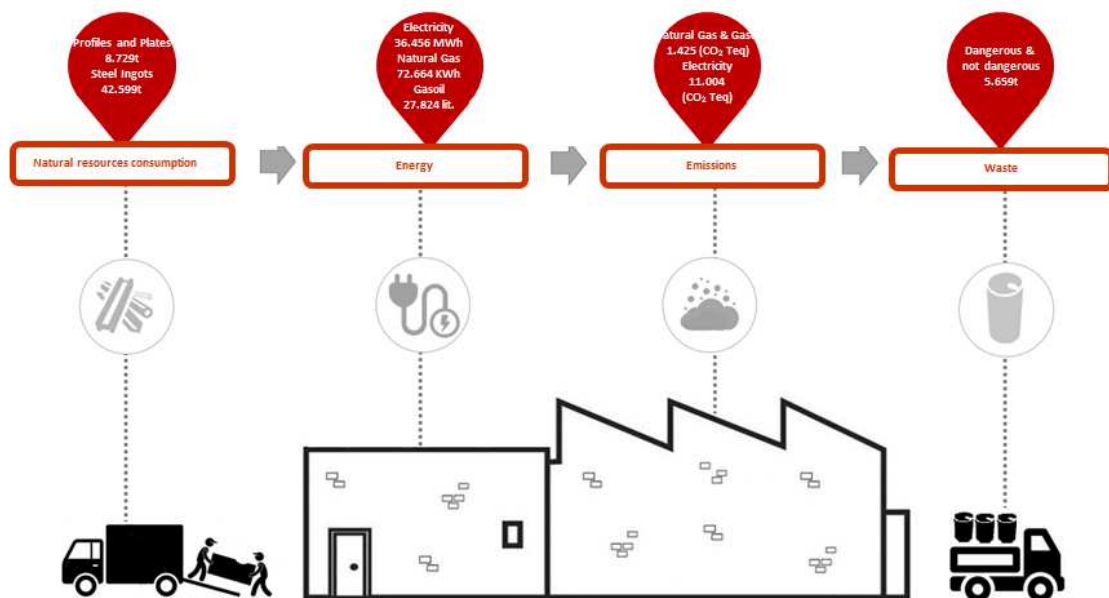 Profiles and Plates
8.729t
Steel Ingots
42.599t
Natural resources consumption
Electricity
36.456 MWh
Natural Gas
72.664 KWh
Gasoil
27.824 lit.
Energy
atural Gas & Gaso
1.425 (CO₂ Teq)
Electricity
11.004
(CO₂ Teq)
Emissions
Dangerous &
not dangerous
5.659t
Waste